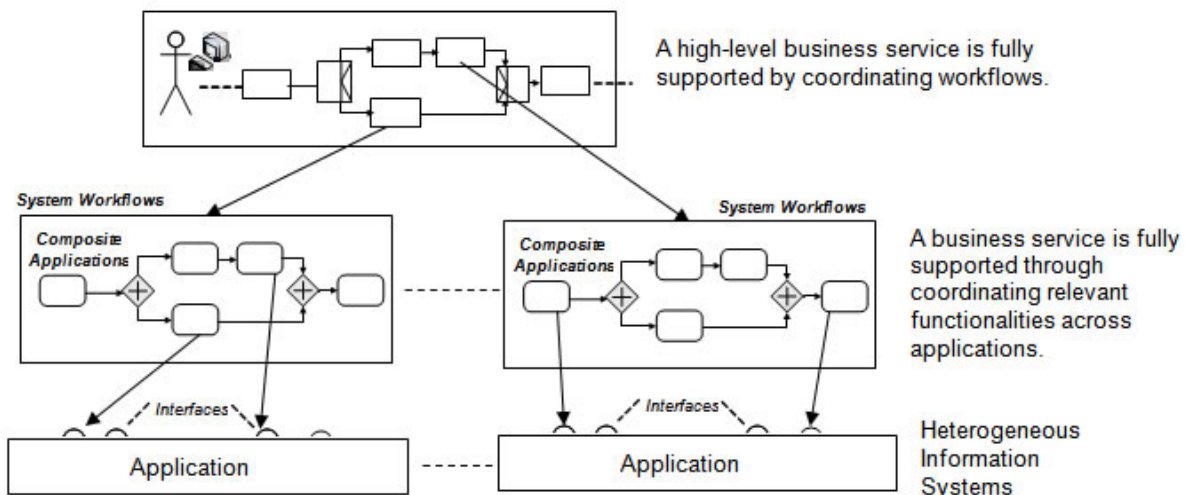 A high-level business service is fully
supported by coordinating workflows.
System Workflows
System Workflows
Composite
Applications
Composite
Applications
A business service is fully
supported through
coordinating relevant
functionalities across
applications.
Interfaces
Interfaces
Application
Application
Heterogeneous
Information
Systems